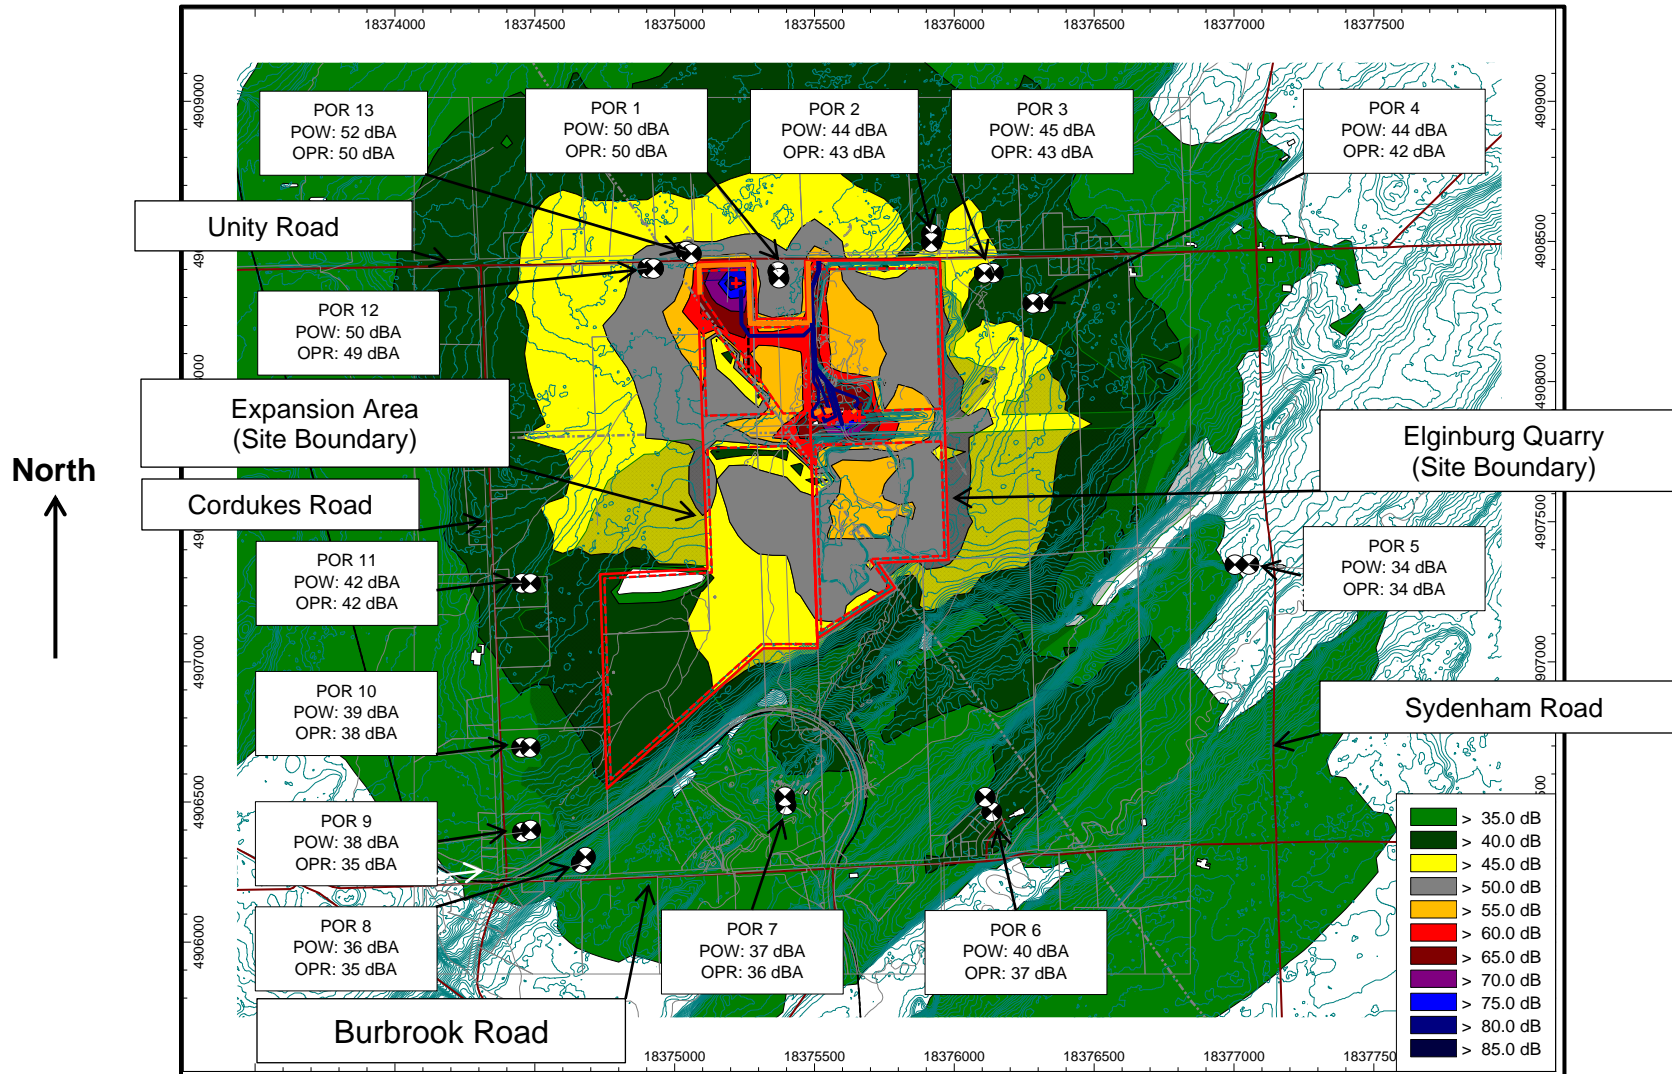 18374000 18374500 18375000 18375500 18376000 18376500 18377000 18377500
4909000
4909000
POR 13
POW: 52 dBA
OPR: 50 dBA
POR 1
POW: 50 dBA
OPR: 50 dBA
POR 2
POW: 44 dBA
OPR: 43 dBA
POR 3
POW: 45 dBA
OPR: 43 dBA
POR 4
POW: 44 dBA
OPR: 42 dBA
Unity Road
4908500
POR 12
POW: 50 dBA
OPR: 49 dBA
4908000
Expansion Area
(Site Boundary)
Elginburg Quarry
(Site Boundary)
North
Cordukes Road
4907500
POR 11
POW: 42 dBA
OPR: 42 dBA
POR 5
POW: 34 dBA
OPR: 34 dBA
4907000
4907000
POR 10
POW: 39 dBA
OPR: 38 dBA
Sydenham Road
4906500
POR 9
POW: 38 dBA
OPR: 35 dBA
POR 8
POW: 36 dBA
OPR: 35 dBA
4906000
POR 7
POW: 37 dBA
OPR: 36 dBA
POR 6
POW: 40 dBA
OPR: 37 dBA
Burbrook Road
> 35.0 dB
> 40.0 dB
> 45.0 dB
> 50.0 dB
> 55.0 dB
> 60.0 dB
> 65.0 dB
> 70.0 dB
> 75.0 dB
> 80.0 dB
> 85.0 dB
18375000 18375500 18376000 18376500 18377000